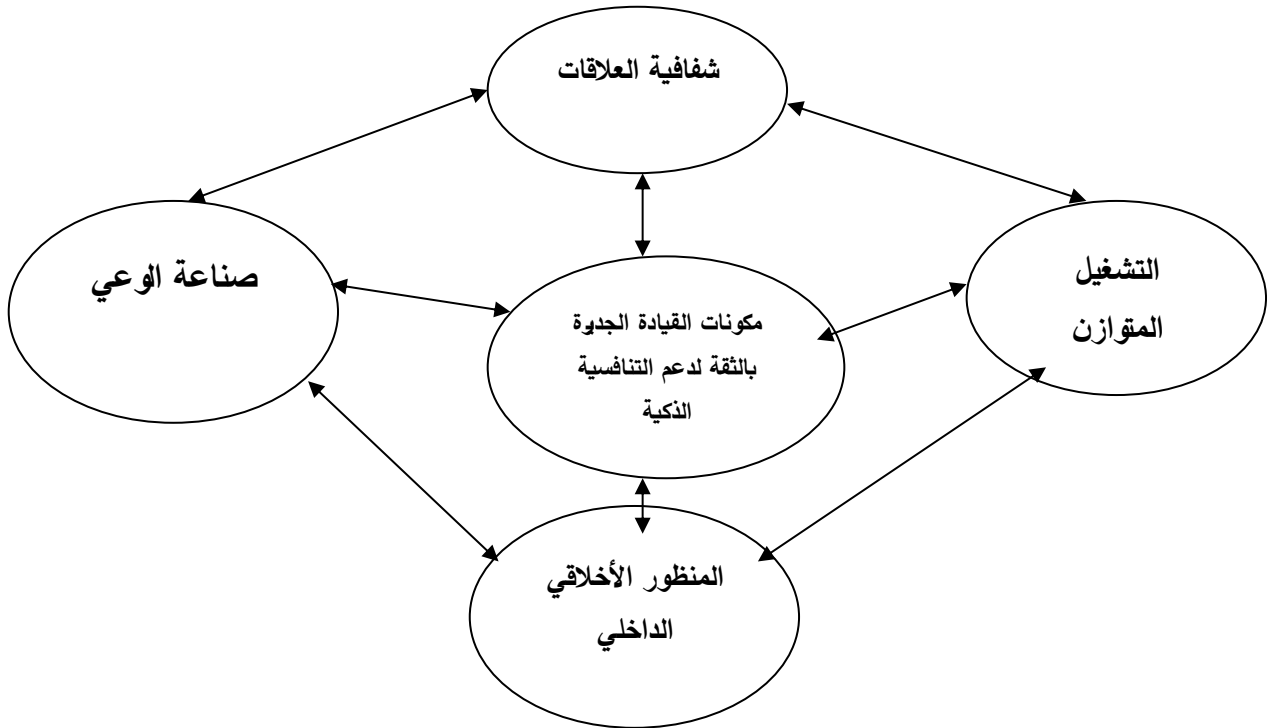 شفافية العلاقات
التشغيل
المتوازن
صناعة الوعي
مكونات القيادة الجديرة
بالثقة لدعم التنافسية
الذكية
المنظور الأخلاقي
الداخلي